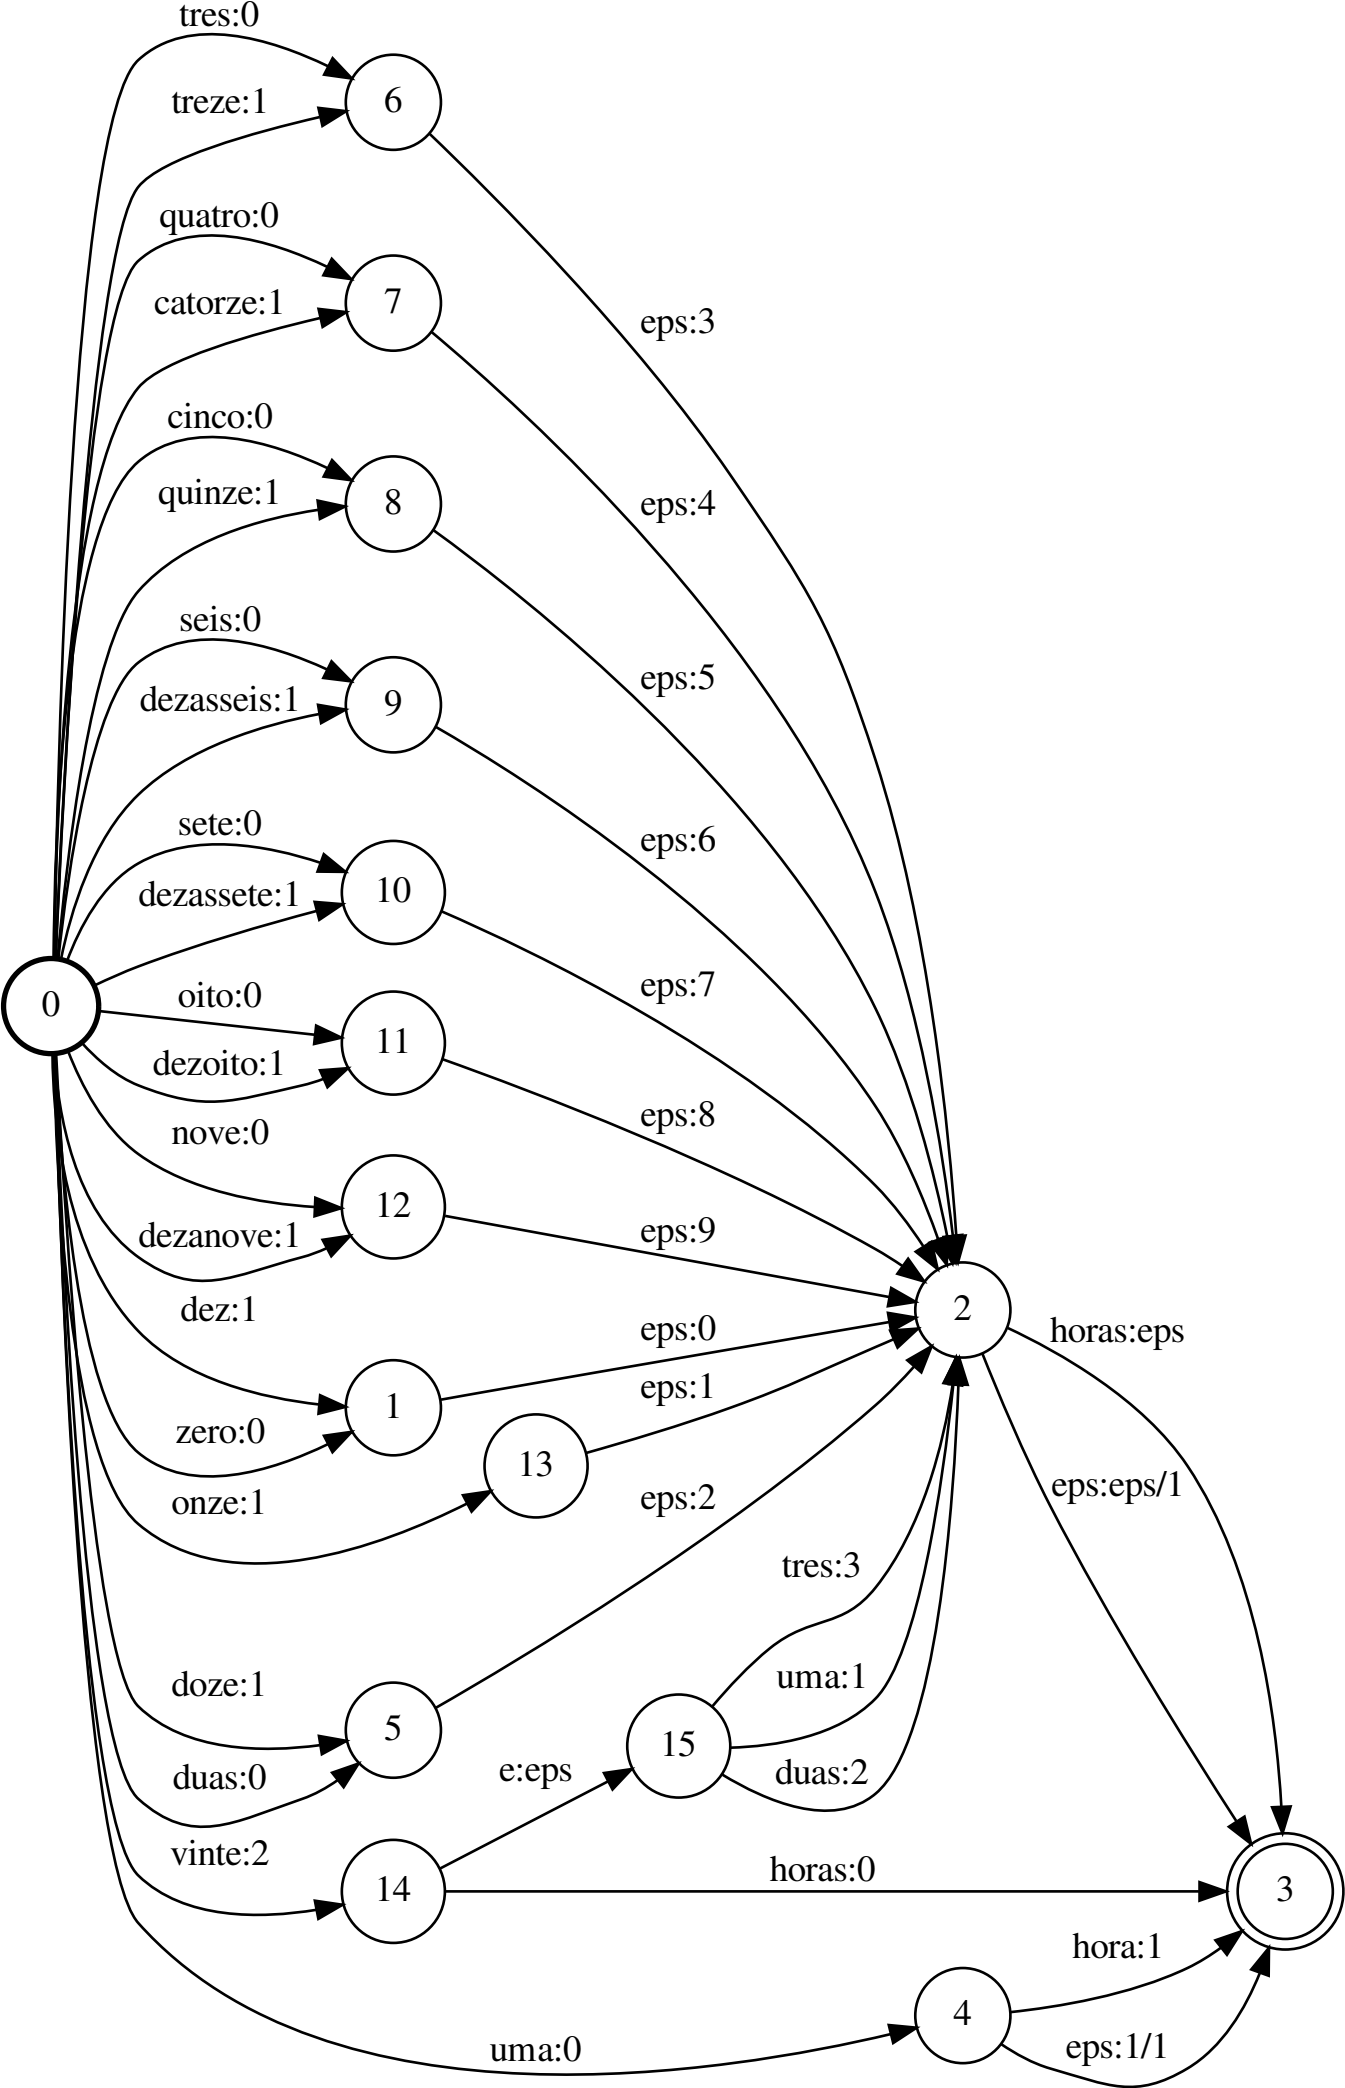 tres:0
6
treze:1
quatro:0
7
catorze:1
eps:3
cinco:0
8
quinze:1
eps:4
seis:0
9
dezasseis:1
eps:5
sete:0
10
dezassete:1
eps:6
0
oito:0
11
dezoito:1
eps:7
nove:0
12
dezanove:1
eps:8
eps:9
dez:1
eps:0
2
horas:eps
1
zero:0
eps:1
13
onze:1
eps:2
eps:eps/1
tres:3
doze:1
5
uma:1
15
duas:0
e:eps
duas:2
vinte:2
14
horas:0
3
hora:1
4
uma:0
eps:1/1